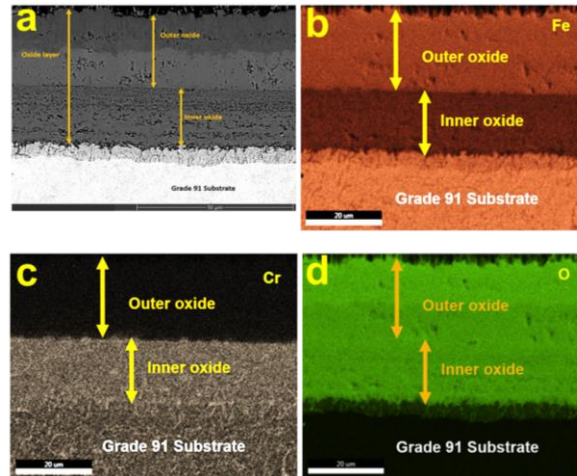 a
Outer oxide
Oxide layer
Inner oxide
Grade 91 Substrate
b
Fe
Outer oxide
Inner oxide
Grade 91 Substrate
20 μm
c
Cr
Outer oxide
Inner oxide
Grade 91 Substrate
20 μm
d
O
Outer oxide
Inner oxide
Grade 91 Substrate
20 μm